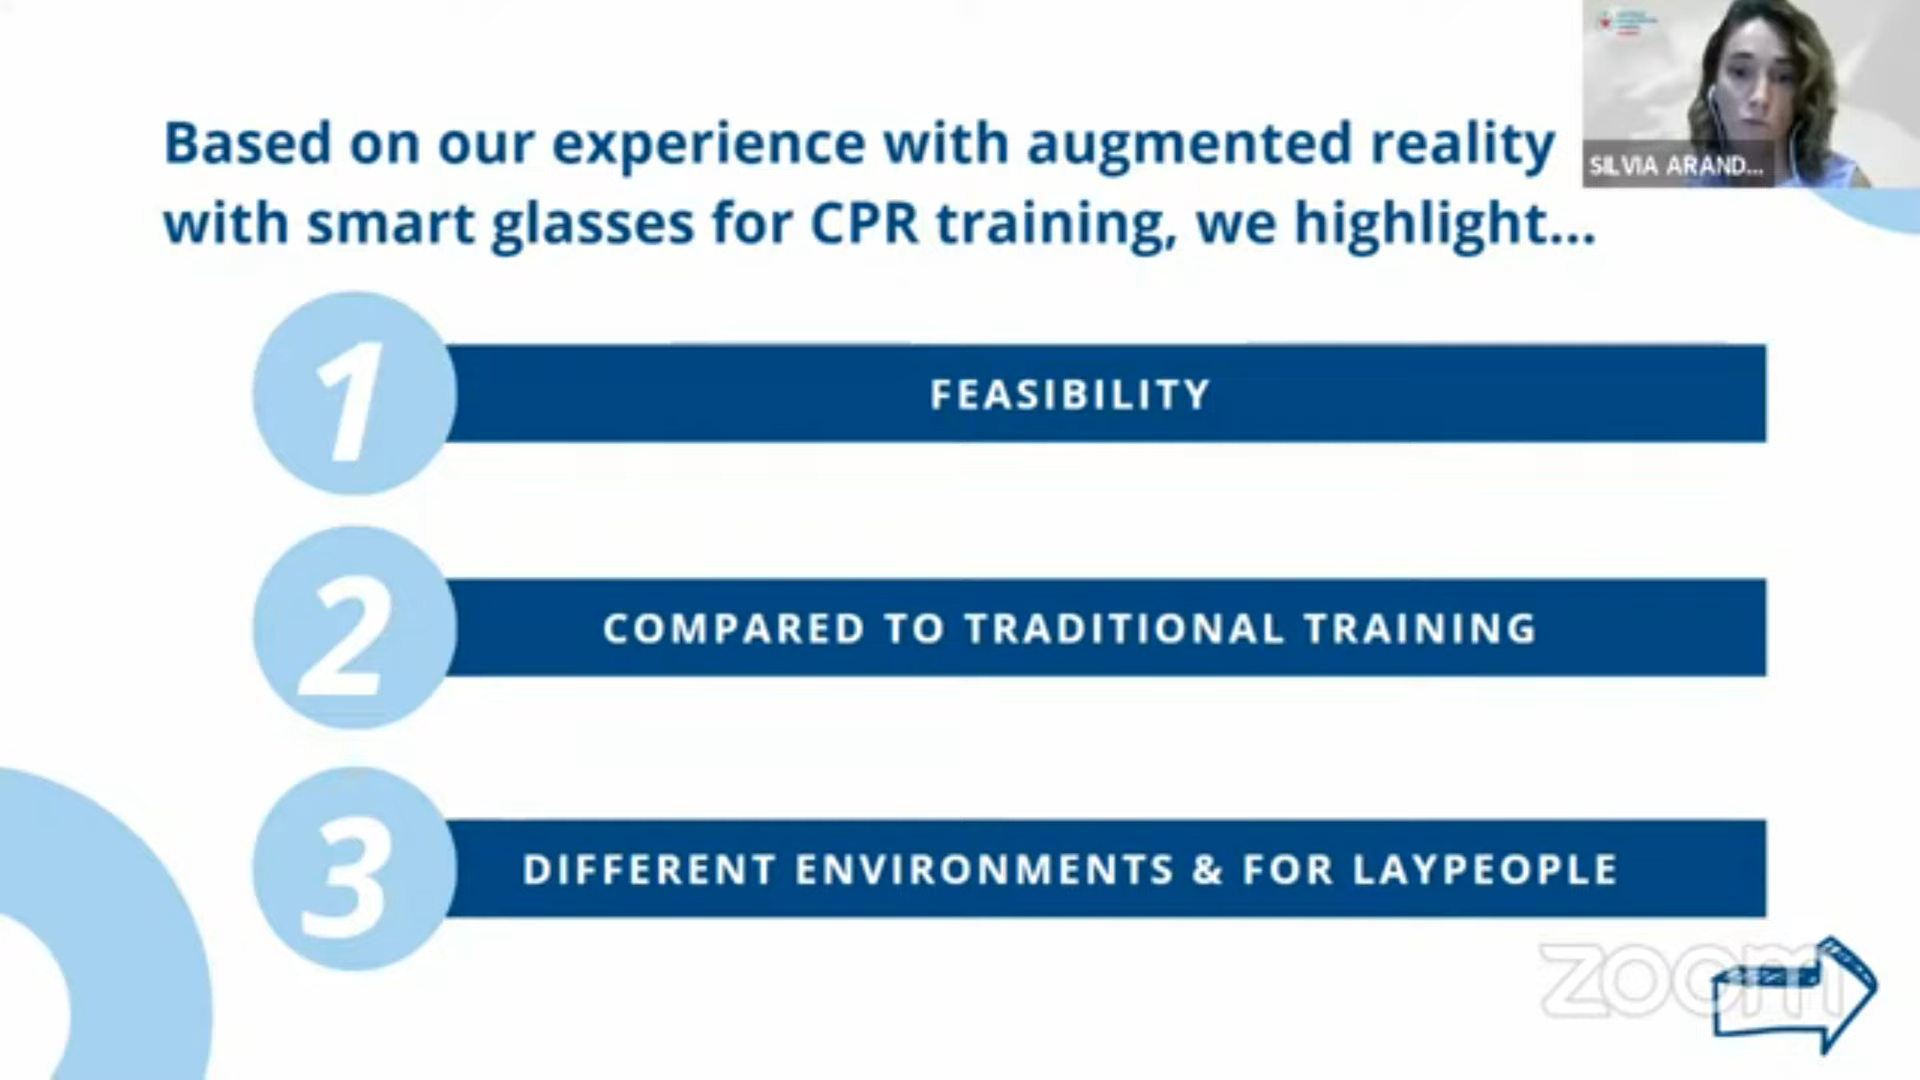 Based on our experience with augmented reality
with smart glasses for CPR training, we highlight...
SILVIA ARAND...
1
FEASIBILITY
2
COMPARED TO TRADITIONAL TRAINING
3
DIFFERENT ENVIRONMENTS & FOR LAYPEOPLE
zoom